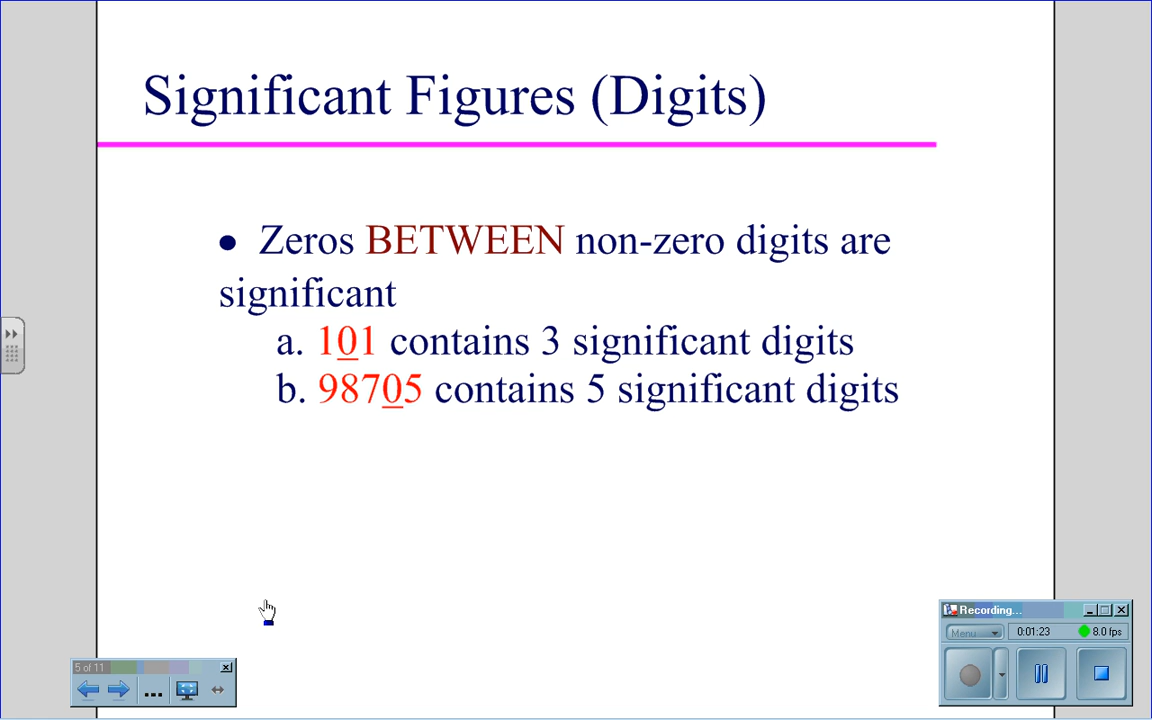 Significant Figures (Digits)
• Zeros BETWEEN non-zero digits are
significant
a. 101 contains 3 significant digits
b. 98705 contains 5 significant digits
5 of 11
...
Recording...
Menu
0:01:23
8.0 fps